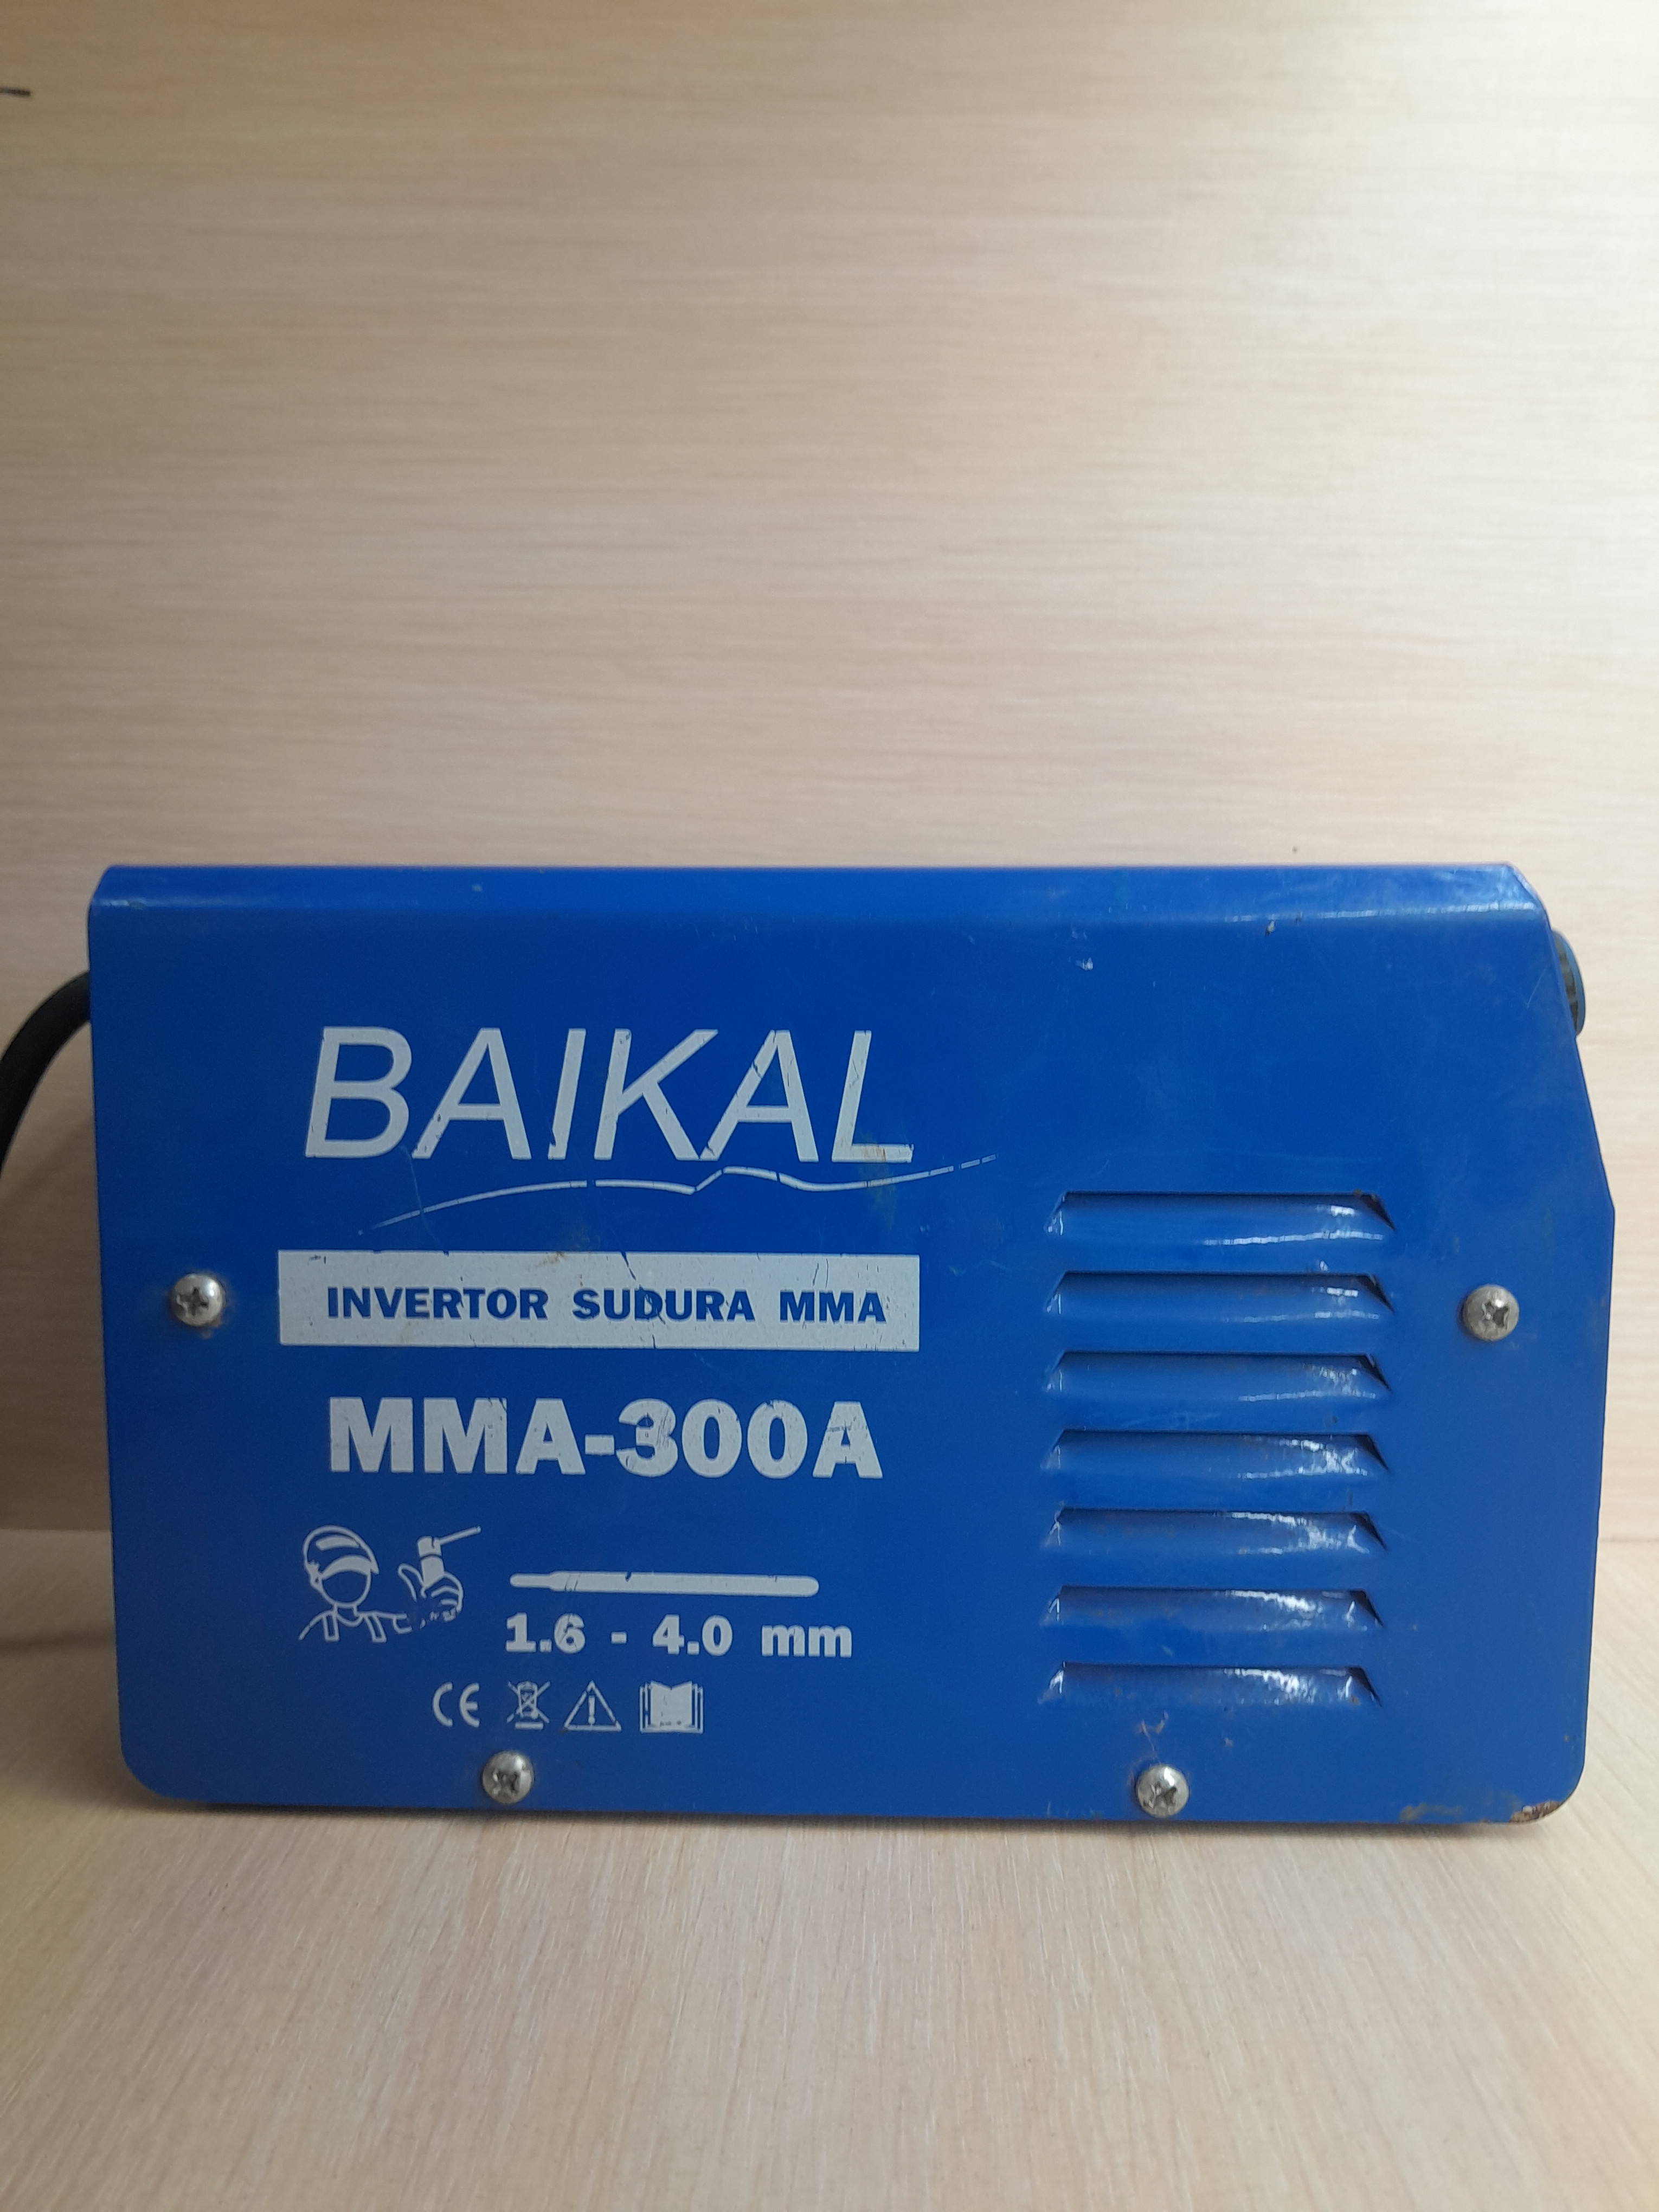 BAIKAL
INVERTOR SUDURA MMA
MMA-300A
1.6 - 4.0 mm
CE